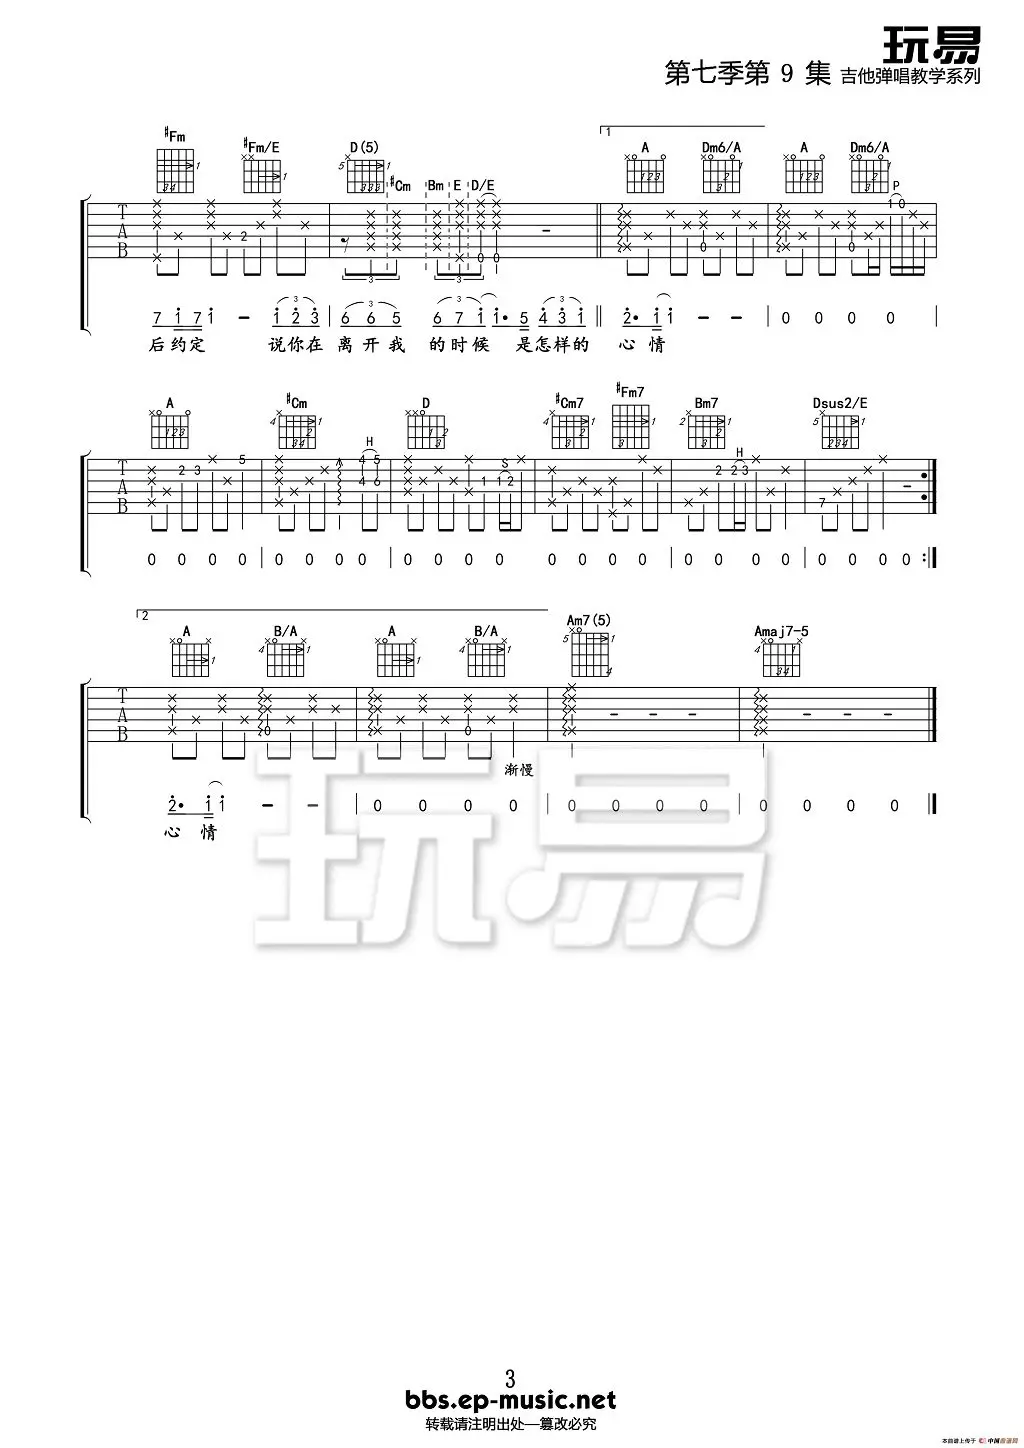 玩易
第七季第 9 集 吉他弹唱教学系列
#Fm #Fm/E D(5) #Cm Bm E D/E 1 A Dm6/A A Dm6/A
7 1 7 1 - 1 2 3 6 6 5 6 7 1 1· 5 4 3 1 2· 1 1 - - 0 0 0 0
后约定 说你在 离开我 的时候 是怎样的 心情
A #Cm D #Cm7 #Fm7 Bm7 Dsus2/E
0 0 0 0 0 0 0 0 0 0 0 0 0 0 0 0 0 0 0 0 0 0 0 0
2
A B/A A B/A Am7(5) Amaj7-5
渐慢
2· 1 1 - - 0 0 0 0 0 0 0 0 0 0 0 0
心 情
玩易
3
bbs.ep-music.net
转载请注明出处—篡改必究